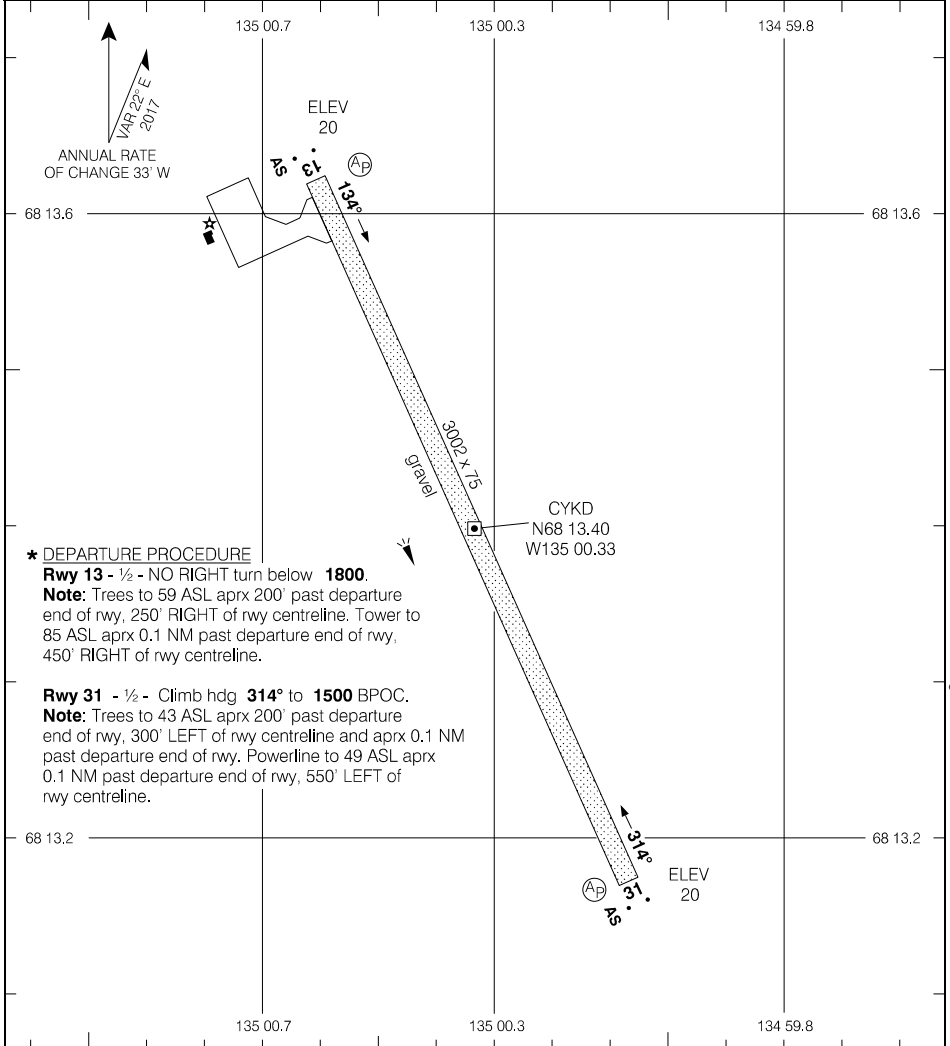 135 00.7
135 00.3
134 59.8
VAR 22° E
2017
ANNUAL RATE
OF CHANGE 33' W
ELEV
20
AS
13
AP
134°
68 13.6
68 13.6
3002 x 75
gravel
CYKD
N68 13.40
W135 00.33
* DEPARTURE PROCEDURE
Rwy 13 - ½ - NO RIGHT turn below 1800.
Note: Trees to 59 ASL aprx 200' past departure
end of rwy, 250' RIGHT of rwy centreline. Tower to
85 ASL aprx 0.1 NM past departure end of rwy,
450' RIGHT of rwy centreline.
Rwy 31 - ½ - Climb hdg 314° to 1500 BPOC.
Note: Trees to 43 ASL aprx 200' past departure
end of rwy, 300' LEFT of rwy centreline and aprx 0.1 NM
past departure end of rwy. Powerline to 49 ASL aprx
0.1 NM past departure end of rwy, 550' LEFT of
rwy centreline.
68 13.2
68 13.2
314°
ELEV
20
AP
31
AS
135 00.7
135 00.3
134 59.8